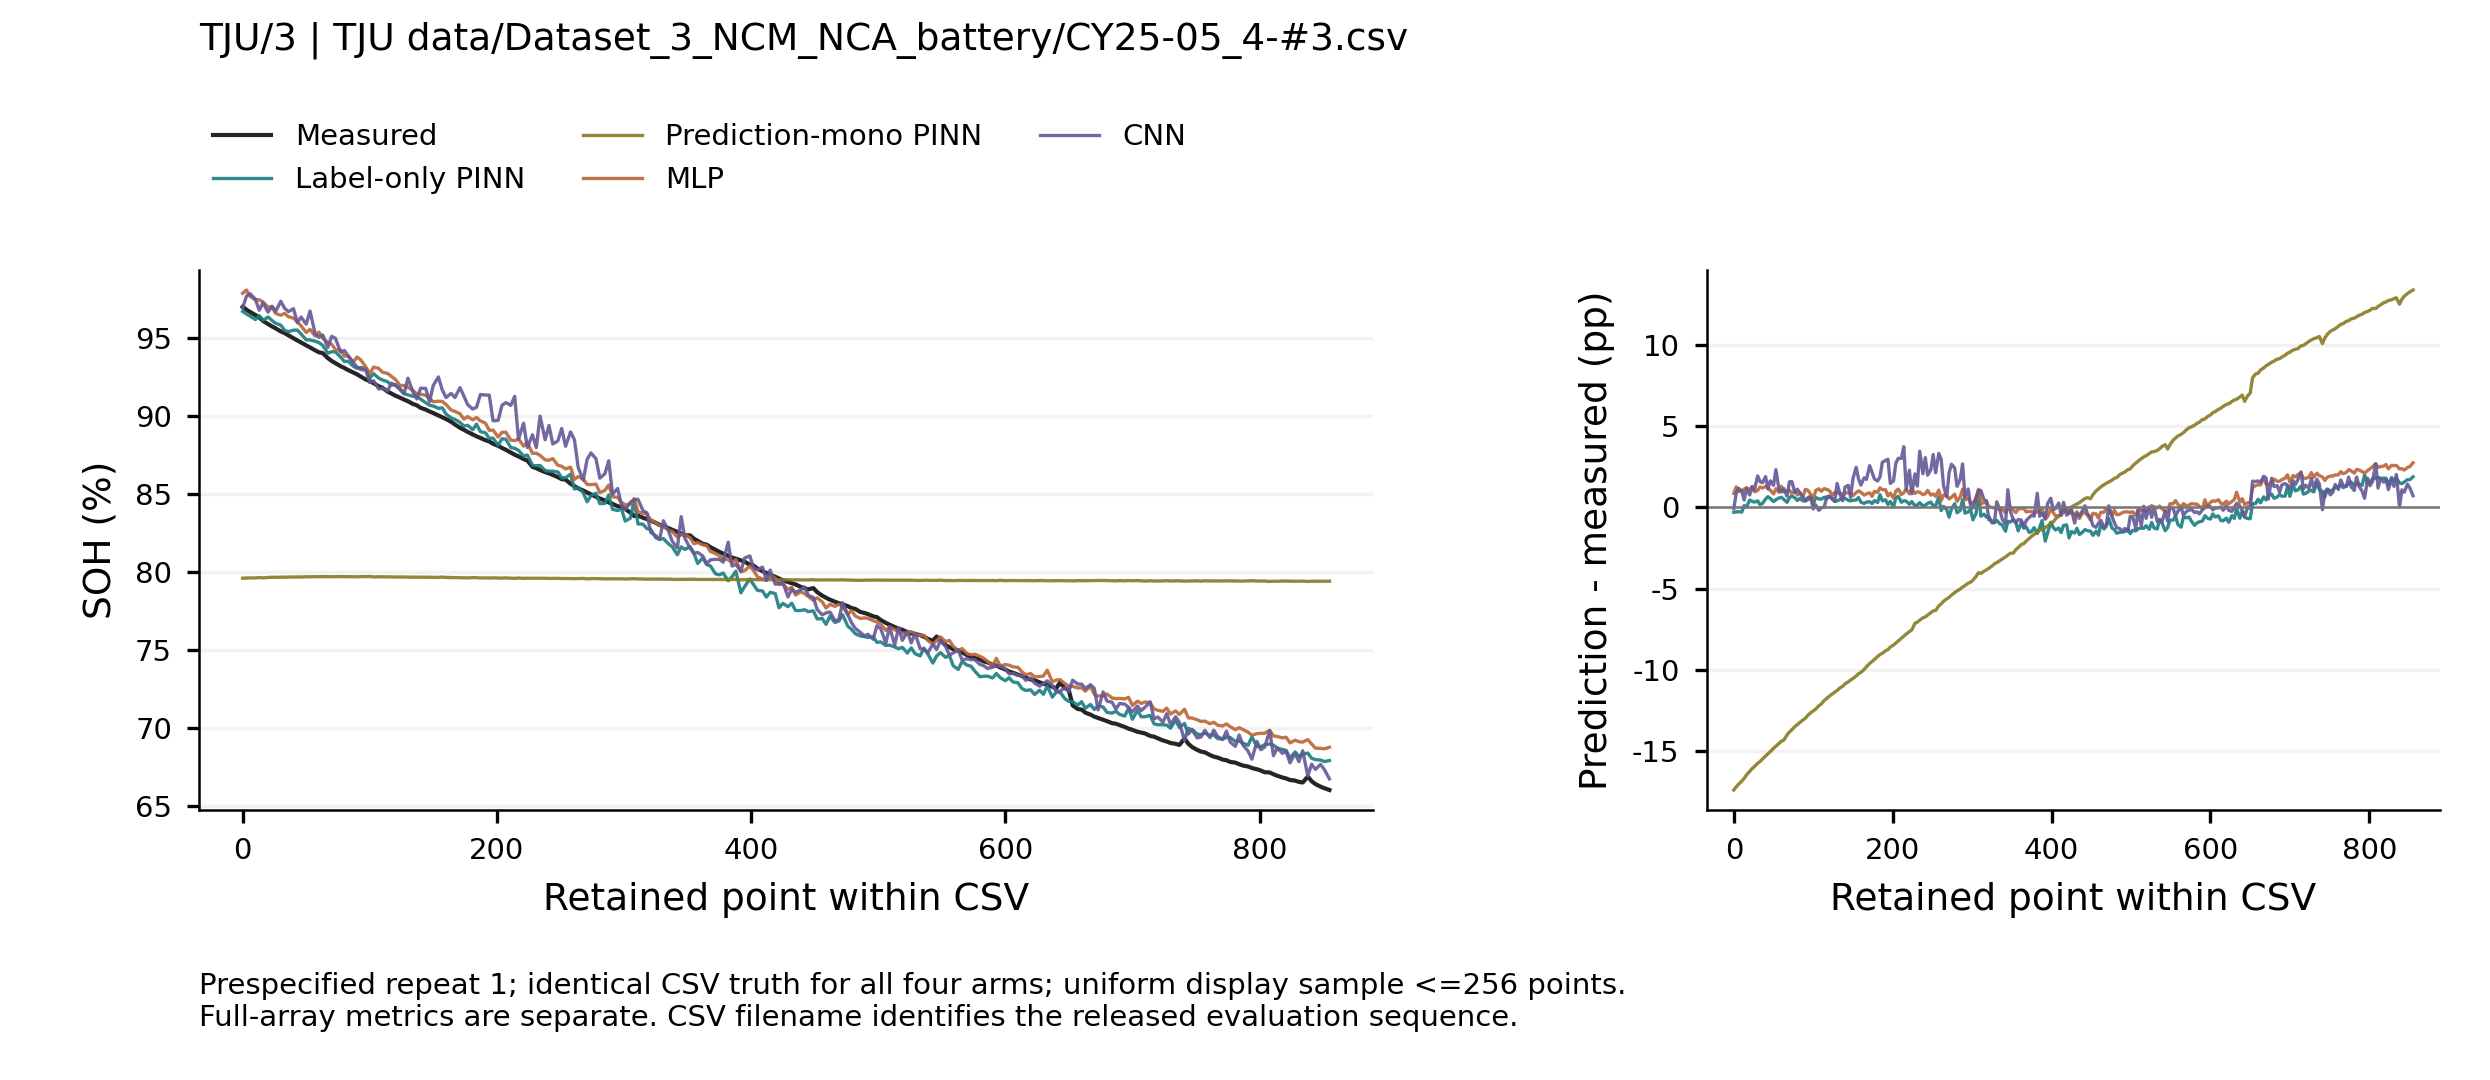 TJU/3 | TJU data/Dataset_3_NCM_NCA_battery/CY25-05_4-#3.csv
Measured
Label-only PINN
Prediction-mono PINN
MLP
CNN
SOH (%)
95
90
85
80
75
70
65
0 200 400 600 800
Retained point within CSV
Prediction - measured (pp)
10
5
0
-5
-10
-15
0 200 400 600 800
Retained point within CSV
Prespecified repeat 1; identical CSV truth for all four arms; uniform display sample <=256 points.
Full-array metrics are separate. CSV filename identifies the released evaluation sequence.